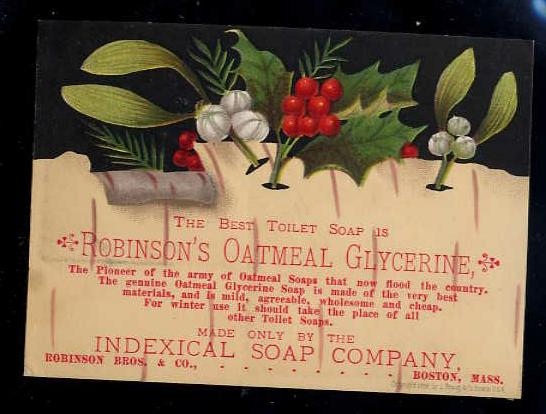 THE BEST TOILET SOAP IS
ROBINSON'S OATMEAL GLYCERINE,
The Pioneer of the army of Oatmeal Soaps that now flood the country.
The genuine Oatmeal Glycerine Soap is made of the very best
materials, and is mild, agreeable, wholesome and cheap.
For winter use it should take the place of all
other Toilet Soaps.
MADE ONLY BY THE
INDEXICAL SOAP COMPANY,
ROBINSON BROS. & CO., - - - - - - - - - BOSTON, MASS.